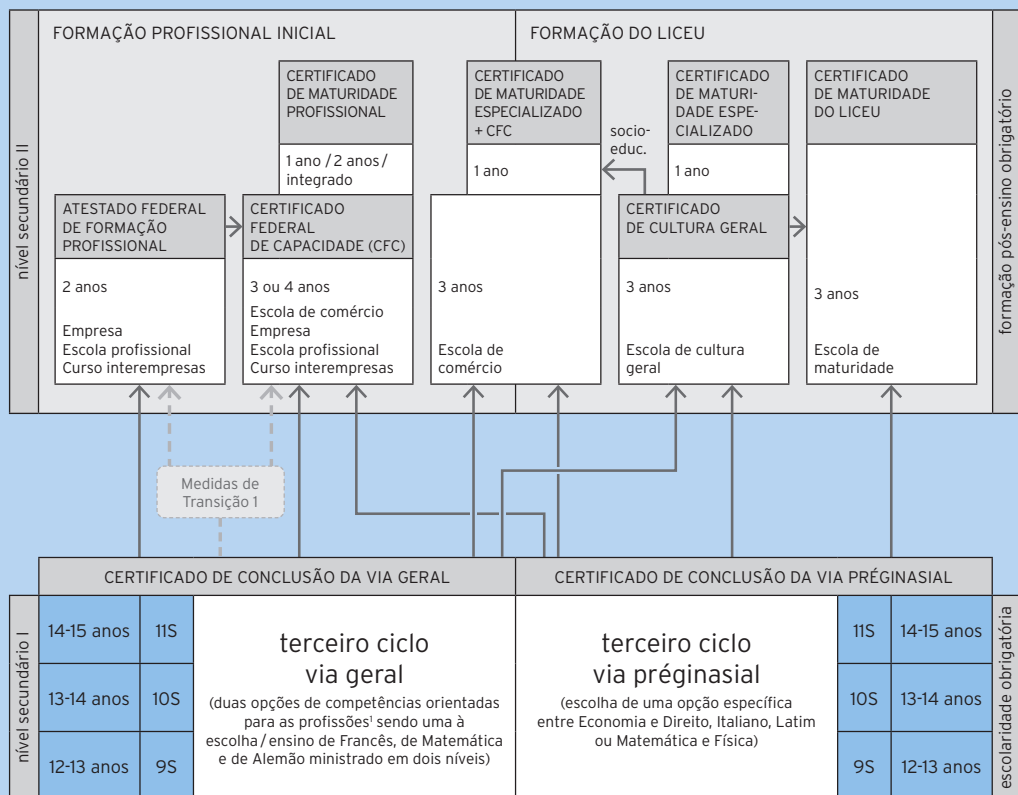 FORMAÇÃO PROFISSIONAL INICIAL
FORMAÇÃO DO LICEU
nível secundário II
formação pós-ensino obrigatório
CERTIFICADO
DE MATURIDADE
PROFISSIONAL
1 ano / 2 anos /
integrado
CERTIFICADO
DE MATURIDADE
ESPECIALIZADO
+ CFC
1 ano
socio-
educ.
CERTIFICADO
DE MATURI-
DADE ESPE-
CIALIZADO
1 ano
CERTIFICADO
DE MATURIDADE
DO LICEU
ATESTADO FEDERAL
DE FORMAÇÃO
PROFISSIONAL
2 anos
Empresa
Escola profissional
Curso interempresas
CERTIFICADO
FEDERAL
DE CAPACIDADE (CFC)
3 ou 4 anos
Escola de comércio
Empresa
Escola profissional
Curso interempresas
3 anos
Escola de
comércio
CERTIFICADO
DE CULTURA GERAL
3 anos
Escola de cultura
geral
3 anos
Escola de
maturidade
Medidas de
Transição 1
CERTIFICADO DE CONCLUSÃO DA VIA GERAL
CERTIFICADO DE CONCLUSÃO DA VIA PRÉGINASIAL
nível secundário I
escolaridade obrigatória
14-15 anos
11S
13-14 anos
10S
12-13 anos
9S
terceiro ciclo
via geral
(duas opções de competências orientadas
para as profissões¹ sendo uma à
escolha / ensino de Francês, de Matemática
e de Alemão ministrado em dois níveis)
terceiro ciclo
via préginasial
(escolha de uma opção específica
entre Economia e Direito, Italiano, Latim
ou Matemática e Física)
11S
14-15 anos
10S
13-14 anos
9S
12-13 anos